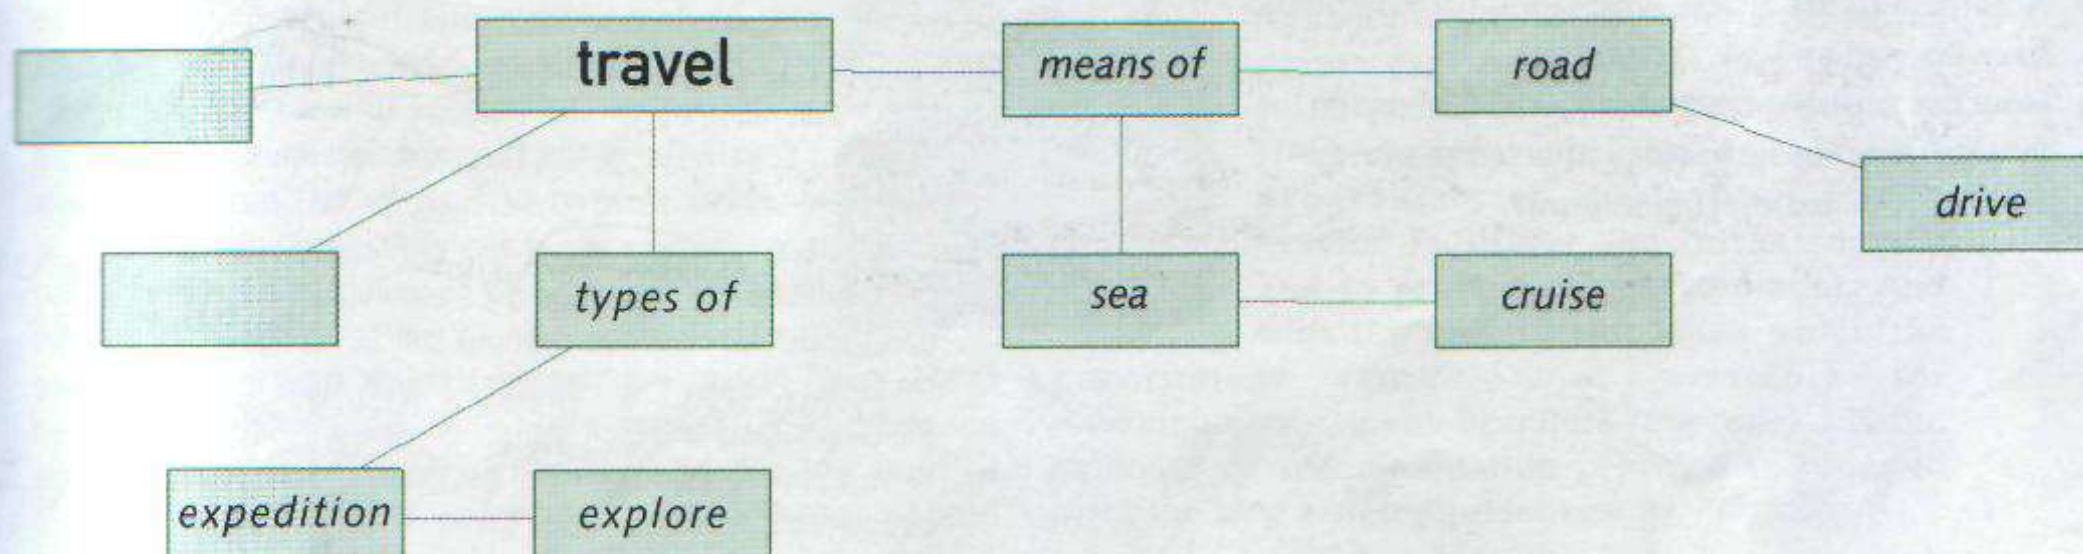 travel
means of
road
drive
types of
sea
cruise
expedition
explore